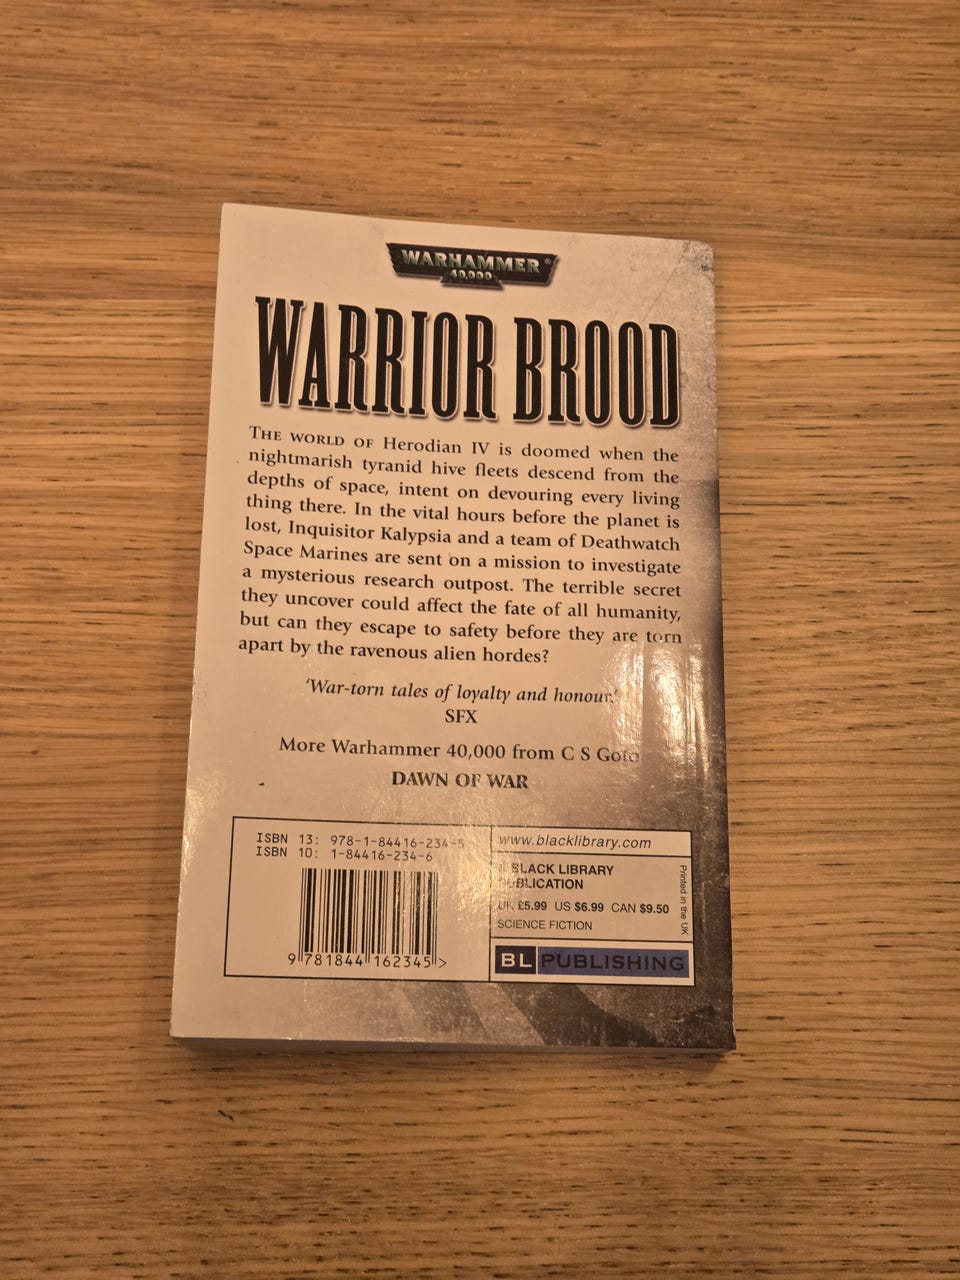 WARHAMMER®
40,000
WARRIOR BROOD
THE WORLD OF Herodian IV is doomed when the
nightmarish tyranid hive fleets descend from the
depths of space, intent on devouring every living
thing there. In the vital hours before the planet is
lost, Inquisitor Kalypsia and a team of Deathwatch
Space Marines are sent on a mission to investigate
a mysterious research outpost. The terrible secret
they uncover could affect the fate of all humanity,
but can they escape to safety before they are torn
apart by the ravenous alien hordes?
‘War-torn tales of loyalty and honour.’
SFX
More Warhammer 40,000 from C S Goto
DAWN OF WAR
ISBN 13: 978-1-84416-234-5
ISBN 10: 1-84416-234-6
9 781844 162345 >
www.blacklibrary.com
A BLACK LIBRARY
PUBLICATION
UK £5.99 US $6.99 CAN $9.50
SCIENCE FICTION
Printed in the UK
BL PUBLISHING